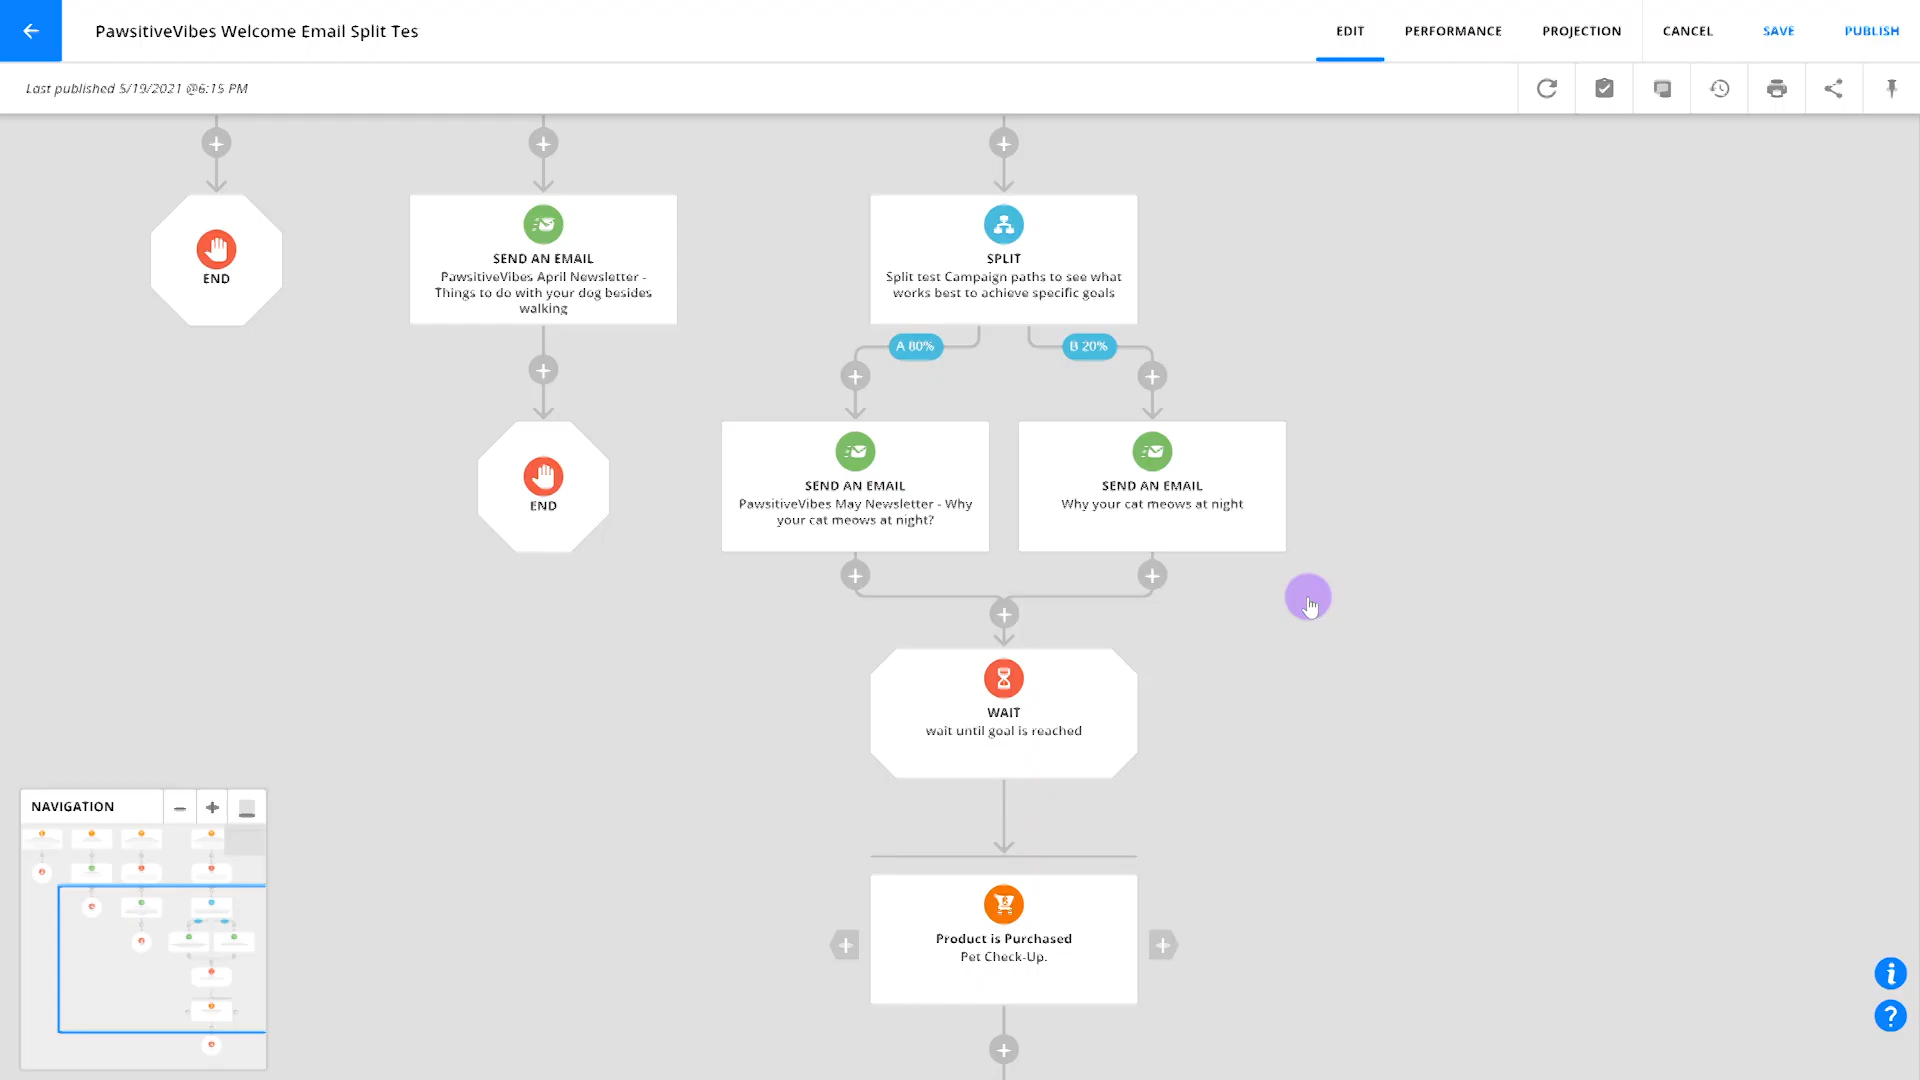 PawsitiveVibes Welcome Email Split Tes
EDIT
PERFORMANCE
PROJECTION
CANCEL
SAVE
PUBLISH
Last published 5/19/2021 @6:15 PM
END
SEND AN EMAIL
PawsitiveVibes April Newsletter -
Things to do with your dog besides
walking
SPLIT
Split test Campaign paths to see what
works best to achieve specific goals
A 80%
B 20%
END
SEND AN EMAIL
PawsitiveVibes May Newsletter - Why
your cat meows at night?
SEND AN EMAIL
Why your cat meows at night
WAIT
wait until goal is reached
NAVIGATION
Product is Purchased
Pet Check-Up.